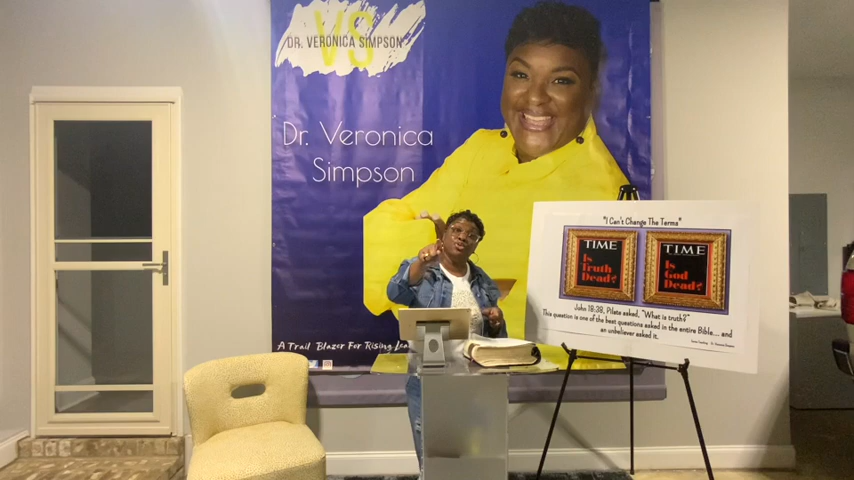 VS
DR. VERONICA SIMPSON
Dr. Veronica
Simpson
A Trail Blazer For Rising Lea
"I Can't Change The Terms"
TIME
Is
Truth
Dead?
TIME
Is
God
Dead?
John 18:38, Pilate asked, "What is truth?"
This question is one of the best questions asked in the entire Bible.... and
an unbeliever asked it.